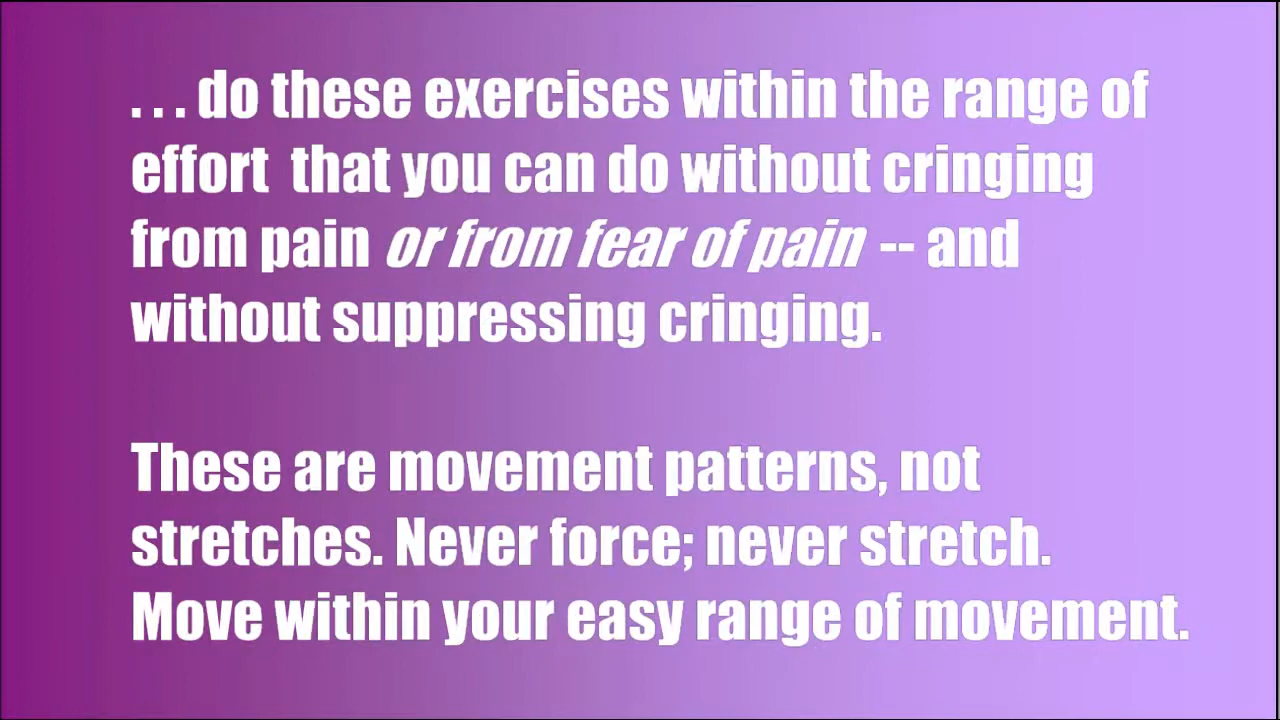 . . . do these exercises within the range of
effort  that you can do without cringing
from pain or from fear of pain -- and
without suppressing cringing.
These are movement patterns, not
stretches. Never force; never stretch.
Move within your easy range of movement.